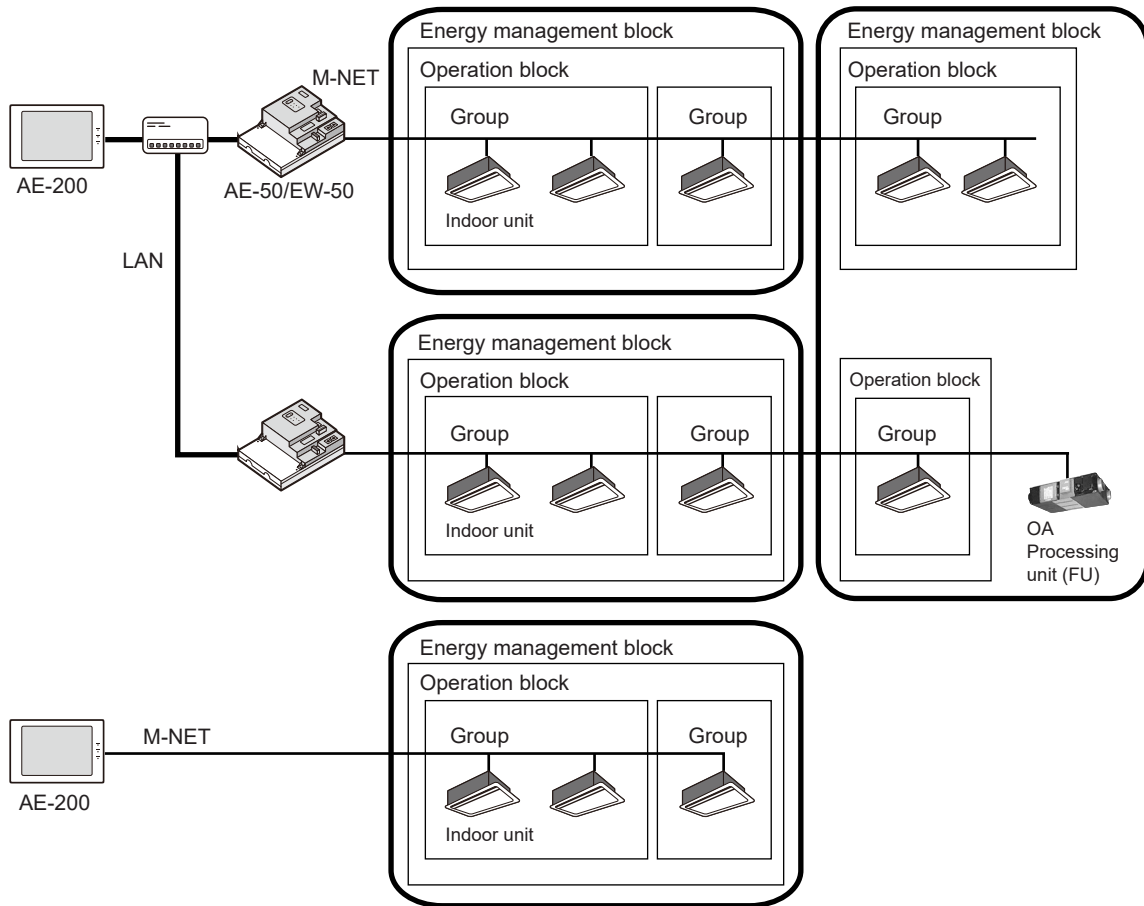 Energy management block
Operation block
Group
Group
Indoor unit
Energy management block
Operation block
Group
M-NET
AE-200
AE-50/EW-50
LAN
Energy management block
Operation block
Group
Group
Indoor unit
Operation block
Group
OA
Processing
unit (FU)
Energy management block
Operation block
Group
Group
Indoor unit
M-NET
AE-200